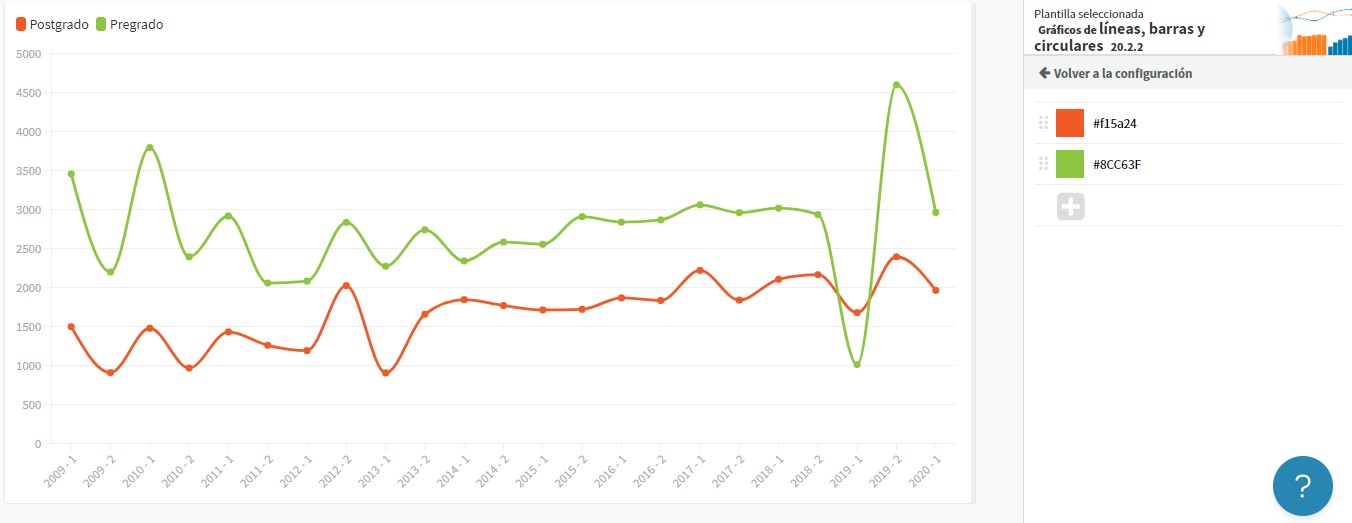 Postgrado Pregrado
5000
4500
4000
3500
3000
2500
2000
1500
1000
500
0
2009 - 1
2009 - 2
2010 - 1
2010 - 2
2011 - 1
2011 - 2
2012 - 1
2012 - 2
2013 - 1
2013 - 2
2014 - 1
2014 - 2
2015 - 1
2015 - 2
2016 - 1
2016 - 2
2017 - 1
2017 - 2
2018 - 1
2018 - 2
2019 - 1
2019 - 2
2020 - 1
Plantilla seleccionada
Gráficos de líneas, barras y
circulares 20.2.2
Volver a la configuración
#f15a24
#8CC63F
?